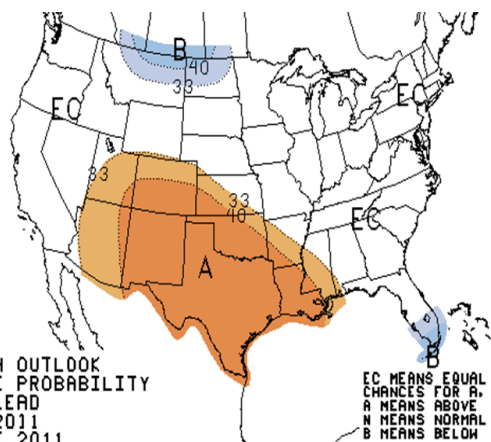 B
40
33
EC
EC
33
33
40
EC
A
B
OUTLOOK
PROBABILITY
LEAD
2011
2011
EC MEANS EQUAL
CHANCES FOR A,
A MEANS ABOVE
N MEANS NORMAL
B MEANS BELOW